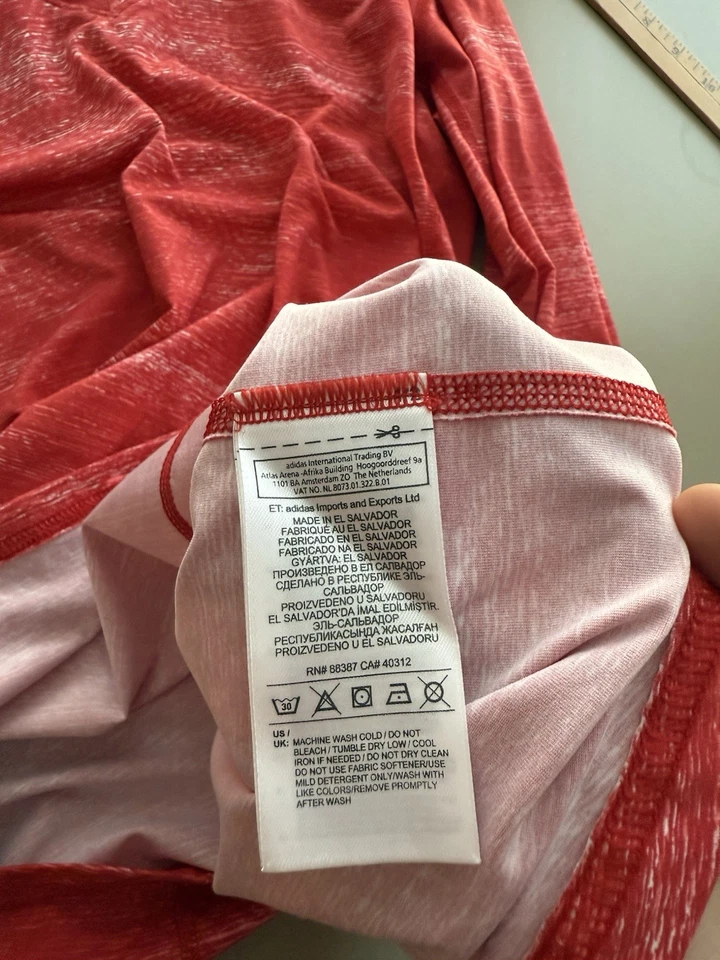 adidas International Trading BV
Atlas Arena -Afrika Building Hoogoorddreef 9a
1101 BA Amsterdam ZO The Netherlands
VAT NO. NL 8073.01.322.B.01
ET: adidas Imports and Exports Ltd
MADE IN EL SALVADOR
FABRIQUÉ AU EL SALVADOR
FABRICADO EN EL SALVADOR
FABRICADO NA EL SALVADOR
GYÁRTVA: EL SALVADOR
ПРОИЗВЕДЕНО В ЕЛ САЛВАДОР
СДЕЛАНО В РЕСПУБЛИКЕ ЭЛЬ-
САЛЬВАДОР
PROIZVEDENO U SALVADORU
EL SALVADOR'DA İMAL EDİLMİŞTİR.
ЭЛЬ-САЛЬВАДОР
РЕСПУБЛИКАСЫНДА ЖАСАЛҒАН
PROIZVEDENO U EL SALVADORU
RN# 88387 CA# 40312
30
US /
UK: MACHINE WASH COLD / DO NOT
BLEACH / TUMBLE DRY LOW / COOL
IRON IF NEEDED / DO NOT DRY CLEAN
DO NOT USE FABRIC SOFTENER/USE
MILD DETERGENT ONLY/WASH WITH
LIKE COLORS/REMOVE PROMPTLY
AFTER WASH